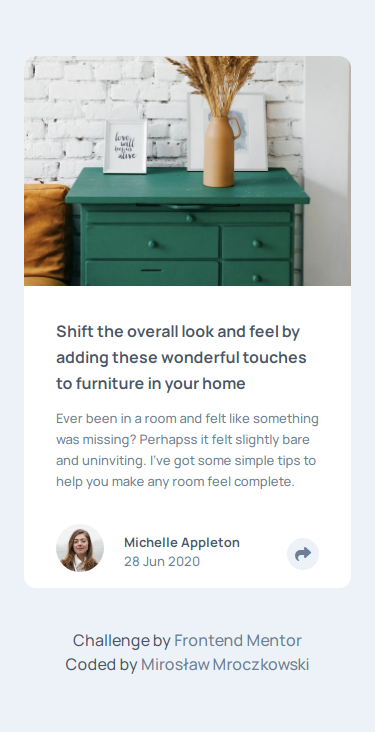 love
will
keep us
alive
Shift the overall look and feel by
adding these wonderful touches
to furniture in your home
Ever been in a room and felt like something
was missing? Perhapss it felt slightly bare
and uninviting. I've got some simple tips to
help you make any room feel complete.
Michelle Appleton
28 Jun 2020
Challenge by Frontend Mentor
Coded by Mirosław Mroczkowski